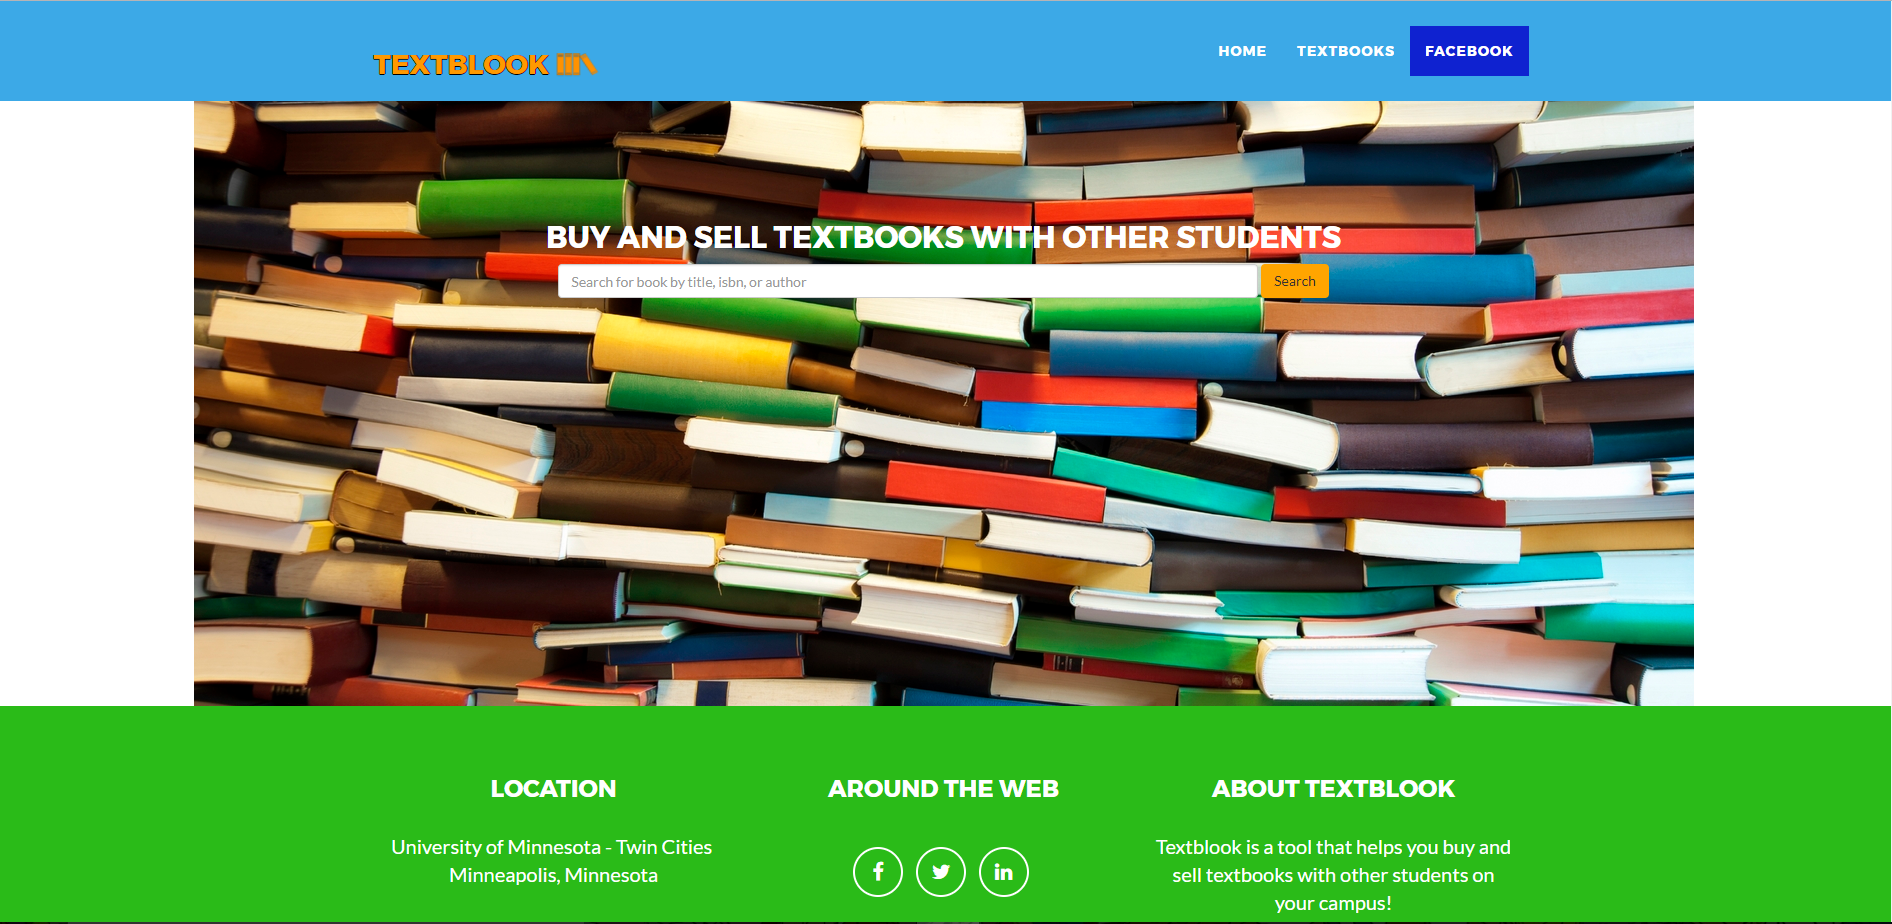 TEXTBLOOK
HOME TEXTBOOKS FACEBOOK
BUY AND SELL TEXTBOOKS WITH OTHER STUDENTS
Search for book by title, isbn, or author Search
LOCATION
University of Minnesota - Twin Cities
Minneapolis, Minnesota
AROUND THE WEB
ABOUT TEXTBLOOK
Textblook is a tool that helps you buy and
sell textbooks with other students on
your campus!